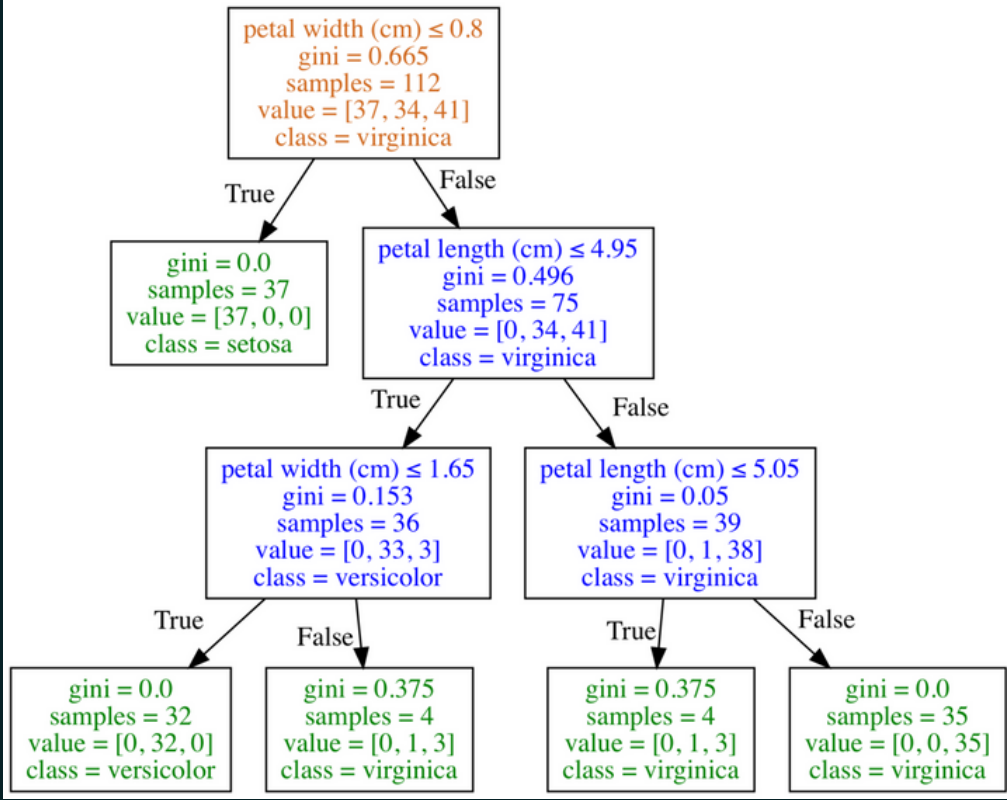 petal width (cm) ≤ 0.8
gini = 0.665
samples = 112
value = [37, 34, 41]
class = virginica
True
False
gini = 0.0
samples = 37
value = [37, 0, 0]
class = setosa
petal length (cm) ≤ 4.95
gini = 0.496
samples = 75
value = [0, 34, 41]
class = virginica
True
False
petal width (cm) ≤ 1.65
gini = 0.153
samples = 36
value = [0, 33, 3]
class = versicolor
petal length (cm) ≤ 5.05
gini = 0.05
samples = 39
value = [0, 1, 38]
class = virginica
True
False
True
False
gini = 0.0
samples = 32
value = [0, 32, 0]
class = versicolor
gini = 0.375
samples = 4
value = [0, 1, 3]
class = virginica
gini = 0.375
samples = 4
value = [0, 1, 3]
class = virginica
gini = 0.0
samples = 35
value = [0, 0, 35]
class = virginica